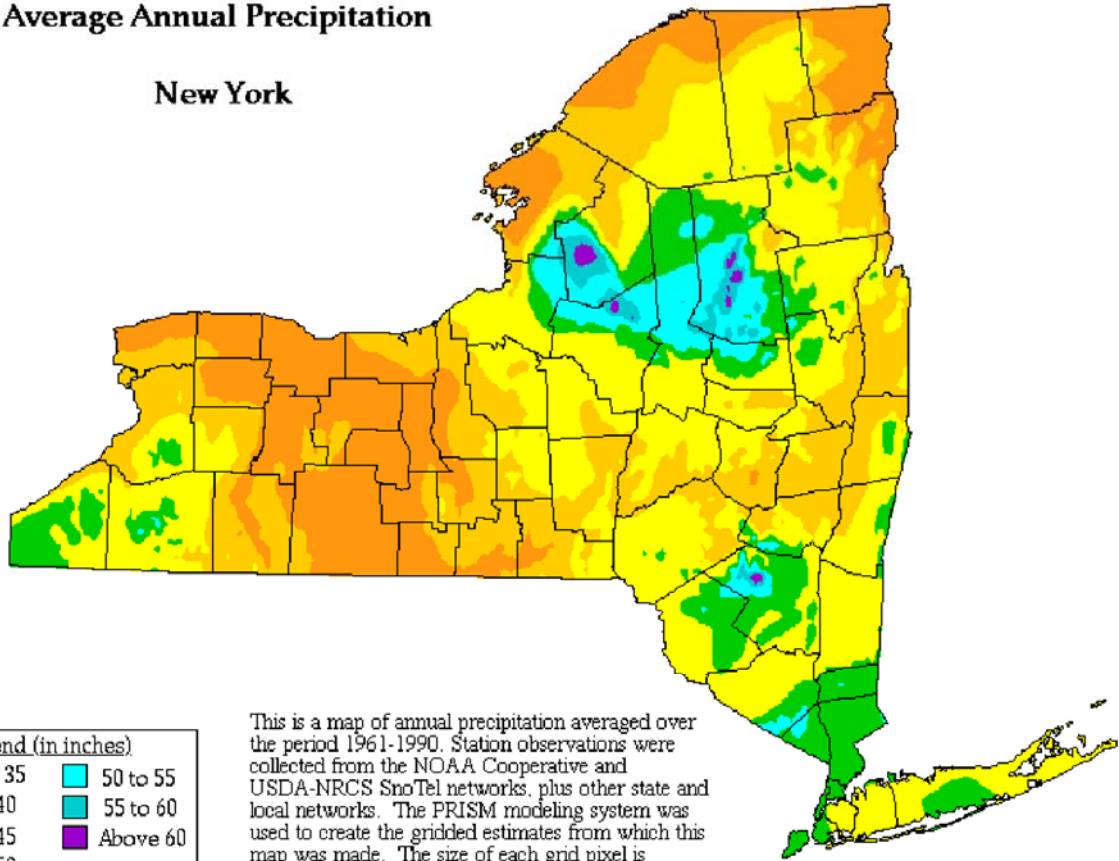 Average Annual Precipitation
New York
end (in inches)
35
40
45
50 to 55
55 to 60
Above 60
This is a map of annual precipitation averaged over
the period 1961-1990. Station observations were
collected from the NOAA Cooperative and
USDA-NRCS SnoTel networks, plus other state and
local networks. The PRISM modeling system was
used to create the gridded estimates from which this
map was made. The size of each grid pixel is